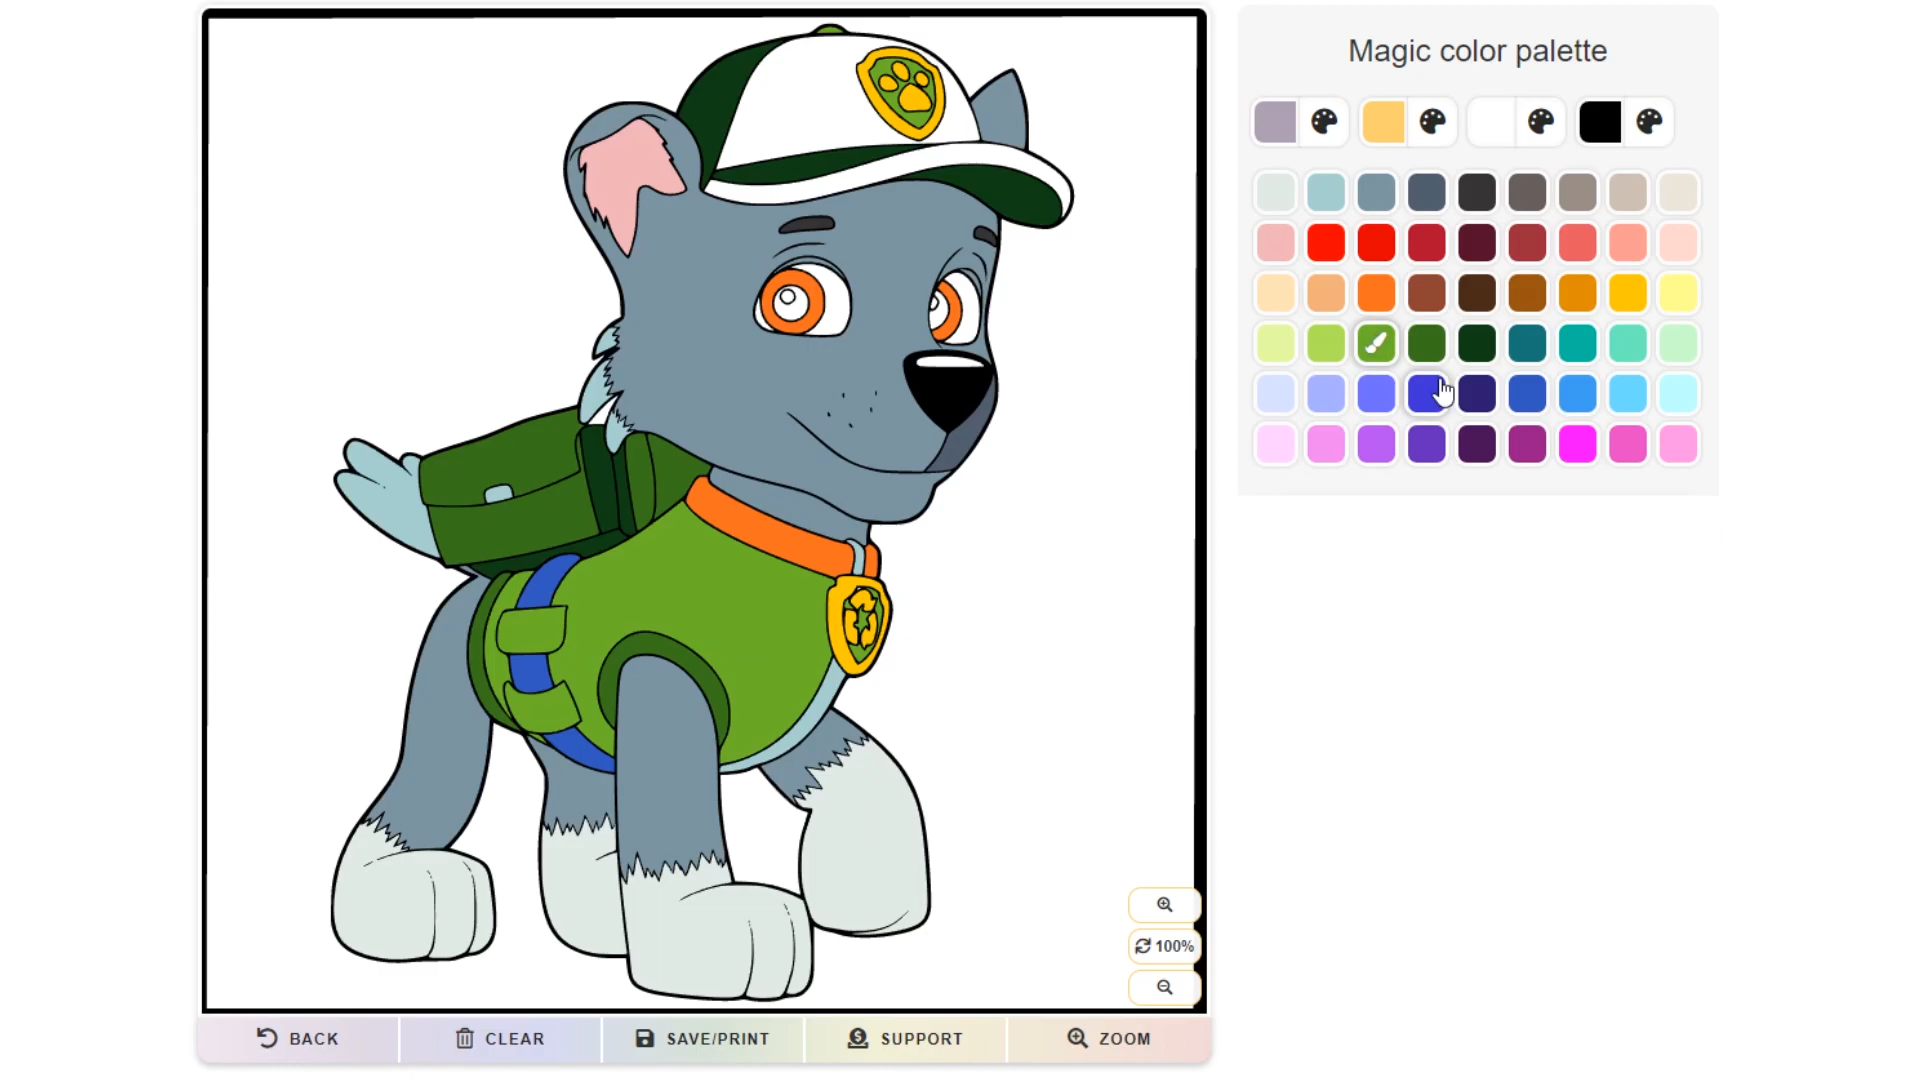 Magic color palette
100%
BACK
CLEAR
SAVE/PRINT
SUPPORT
ZOOM